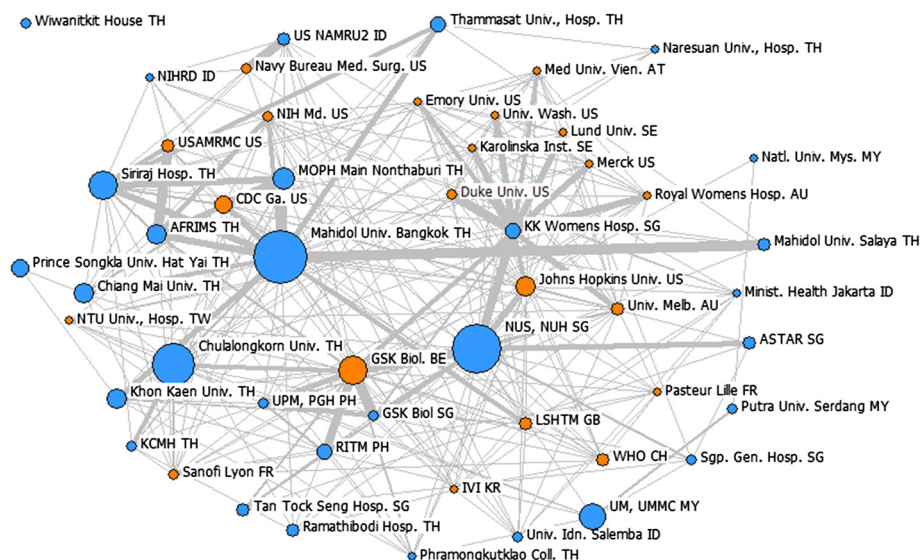 Wiwanitkit House TH
Thammasat Univ., Hosp. TH
US NAMRU2 ID
Naresuan Univ., Hosp. TH
Navy Bureau Med. Surg. US
Med Univ. Vien. AT
NIHRD ID
Emory Univ. US
NIH Md. US
Univ. Wash. US
Lund Univ. SE
USAMRMC US
Karolinska Inst. SE
Natl. Univ. Mys. MY
Merck US
Siriraj Hosp. TH
MOPH Main Nonthaburi TH
Duke Univ. US
Royal Womens Hosp. AU
CDC Ga. US
AFRIMS TH
Mahidol Univ. Bangkok TH
KK Womens Hosp. SG
Mahidol Univ. Salaya TH
Prince Songkla Univ. Hat Yai TH
Johns Hopkins Univ. US
Chiang Mai Univ. TH
Minist. Health Jakarta ID
Univ. Melb. AU
NTU Univ., Hosp. TW
NUS, NUH SG
ASTAR SG
Chulalongkorn Univ. TH
GSK Biol. BE
Khon Kaen Univ. TH
Pasteur Lille FR
UPM, PGH PH
GSK Biol SG
Putra Univ. Serdang MY
LSHTM GB
KCMH TH
RITM PH
WHO CH
Sgp. Gen. Hosp. SG
Sanofi Lyon FR
IVI KR
Tan Tock Seng Hosp. SG
UM, UMMC MY
Ramathibodi Hosp. TH
Univ. Idn. Salemba ID
Phramongkutklao Coll. TH